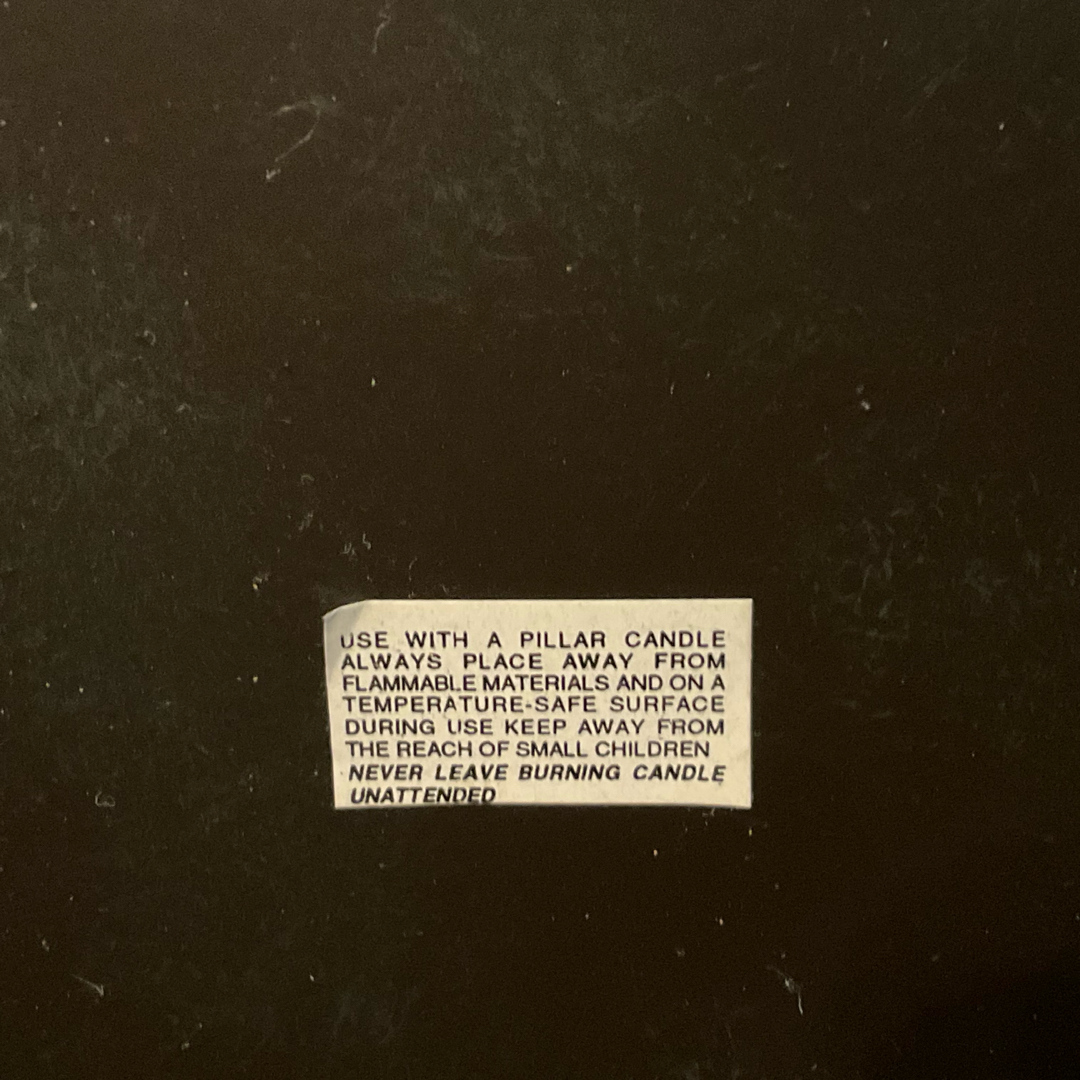 USE WITH A PILLAR CANDLE
ALWAYS PLACE AWAY FROM
FLAMMABLE MATERIALS AND ON A
TEMPERATURE-SAFE SURFACE
DURING USE KEEP AWAY FROM
THE REACH OF SMALL CHILDREN
NEVER LEAVE BURNING CANDLE
UNATTENDED